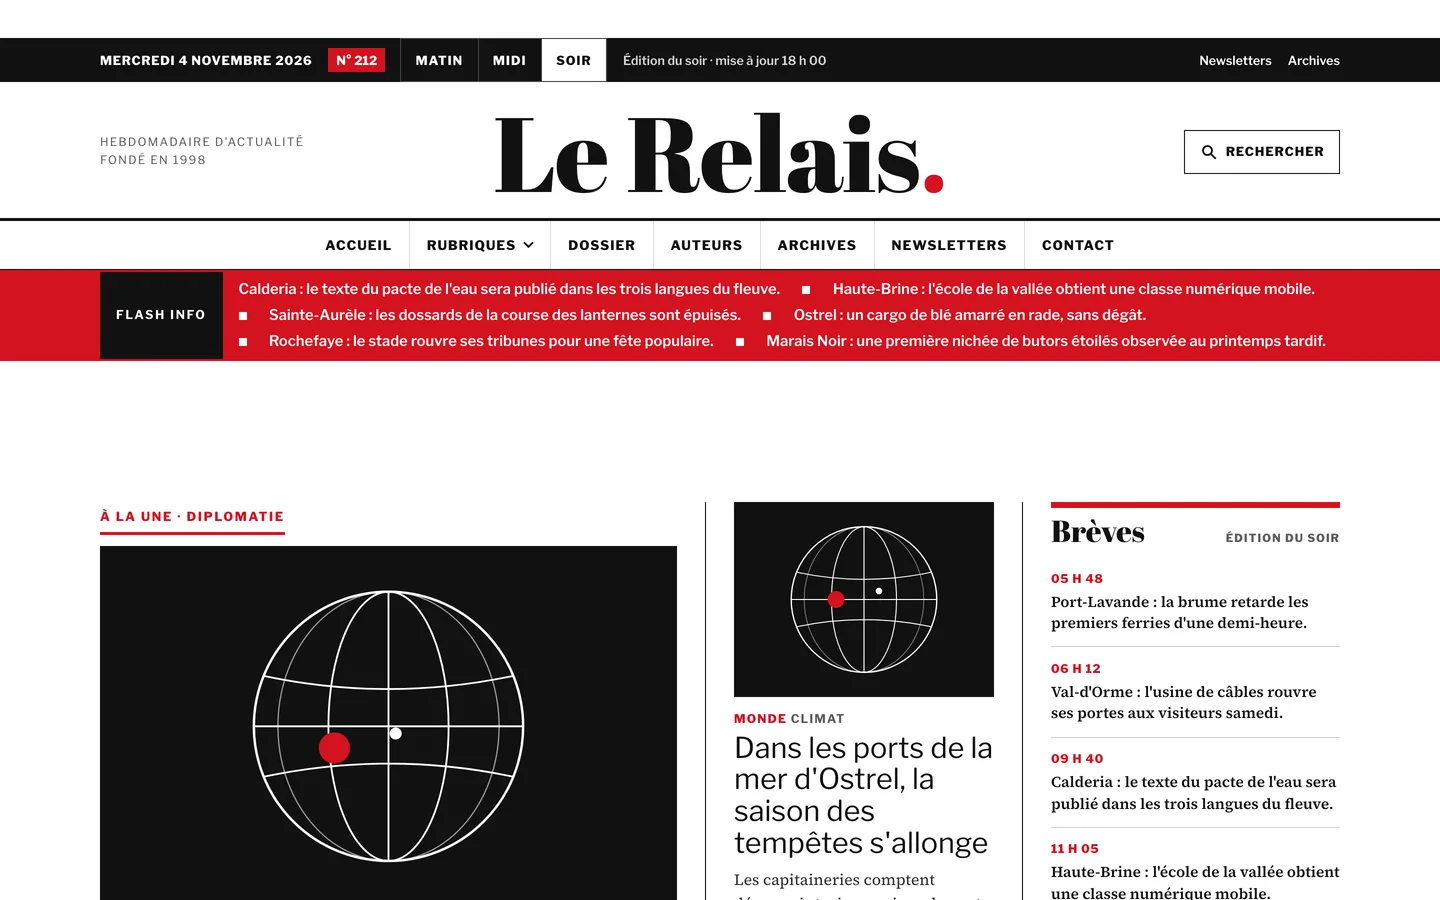 MERCREDI 4 NOVEMBRE 2026 N° 212 MATIN MIDI SOIR Édition du soir · mise à jour 18 h 00 Newsletters Archives
HEBDOMADAIRE D'ACTUALITÉ
FONDÉ EN 1998
Le Relais.
RECHERCHER
ACCUEIL RUBRIQUES DOSSIER AUTEURS ARCHIVES NEWSLETTERS CONTACT
FLASH INFO
Calderia : le texte du pacte de l'eau sera publié dans les trois langues du fleuve. ■ Haute-Brine : l'école de la vallée obtient une classe numérique mobile.
■ Sainte-Aurèle : les dossards de la course des lanternes sont épuisés. ■ Ostrel : un cargo de blé amarré en rade, sans dégât.
■ Rochefaye : le stade rouvre ses tribunes pour une fête populaire. ■ Marais Noir : une première nichée de butors étoilés observée au printemps tardif.
À LA UNE · DIPLOMATIE
MONDE CLIMAT
Dans les ports de la
mer d'Ostrel, la
saison des
tempêtes s'allonge
Les capitaineries comptent
Brèves
ÉDITION DU SOIR
05 H 48
Port-Lavande : la brume retarde les
premiers ferries d'une demi-heure.
06 H 12
Val-d'Orme : l'usine de câbles rouvre
ses portes aux visiteurs samedi.
09 H 40
Calderia : le texte du pacte de l'eau sera
publié dans les trois langues du fleuve.
11 H 05
Haute-Brine : l'école de la vallée obtient
une classe numérique mobile.